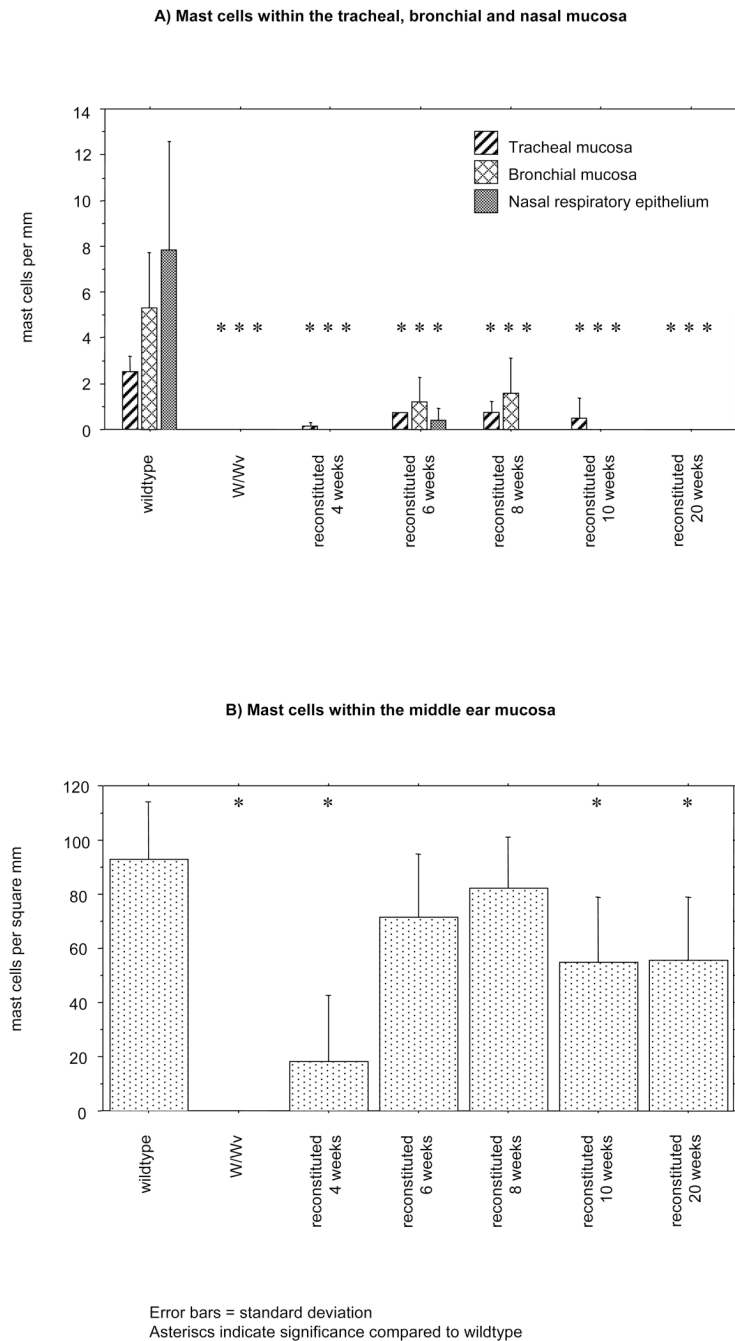 A) Mast cells within the tracheal, bronchial and nasal mucosa
mast cells per mm
14
12
10
8
6
4
2
0
Tracheal mucosa
Bronchial mucosa
Nasal respiratory epithelium
* * *
* * *
* * *
* * *
* * *
* * *
wildtype
W/Wv
reconstituted
4 weeks
reconstituted
6 weeks
reconstituted
8 weeks
reconstituted
10 weeks
reconstituted
20 weeks
B) Mast cells within the middle ear mucosa
mast cells per square mm
120
100
80
60
40
20
0
*
*
*
*
wildtype
W/Wv
reconstituted
4 weeks
reconstituted
6 weeks
reconstituted
8 weeks
reconstituted
10 weeks
reconstituted
20 weeks
Error bars = standard deviation
Asteriscs indicate significance compared to wildtype